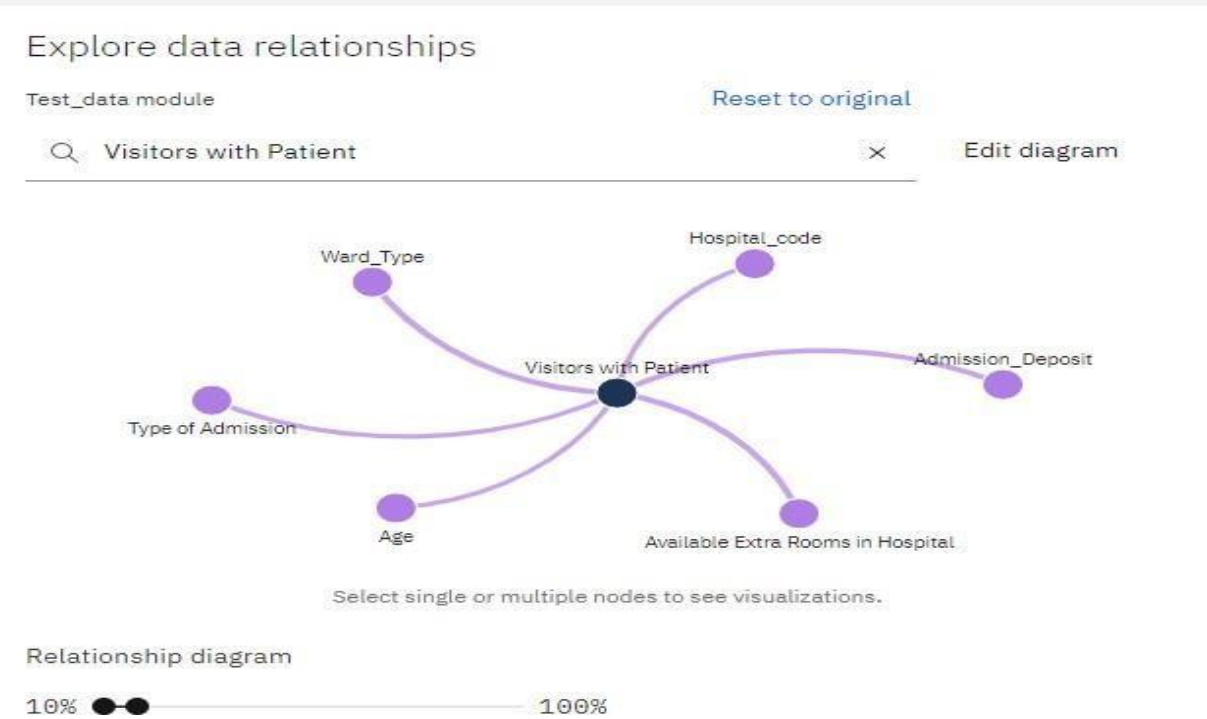 Explore data relationships
Test_data module
Reset to original
Visitors with Patient
Edit diagram
Hospital_code
Ward_Type
Admission_Deposit
Visitors with Patient
Type of Admission
Age
Available Extra Rooms in Hospital
Select single or multiple nodes to see visualizations.
Relationship diagram
10% 100%